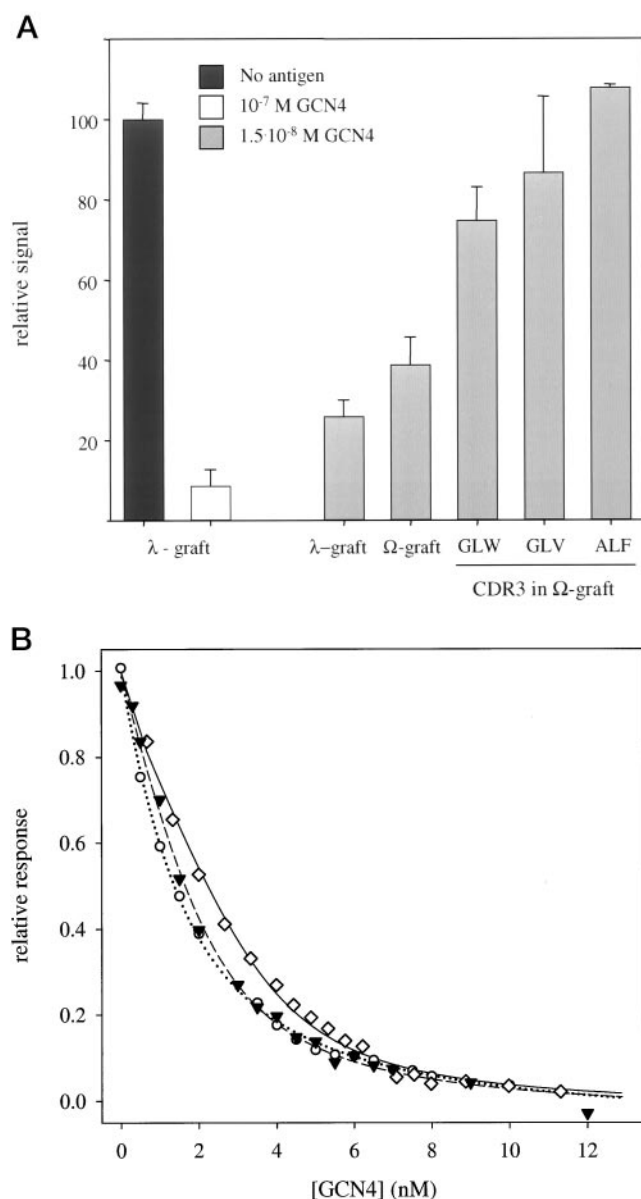 A
No antigen
10⁻⁷ M GCN4
1.5·10⁻⁸ M GCN4
relative signal
100
80
60
40
20
λ - graft
λ–graft
Ω-graft
GLW
GLV
ALF
CDR3 in Ω-graft
B
relative response
1.0
0.8
0.6
0.4
0.2
0.0
0
2
4
6
8
10
12
[GCN4] (nM)